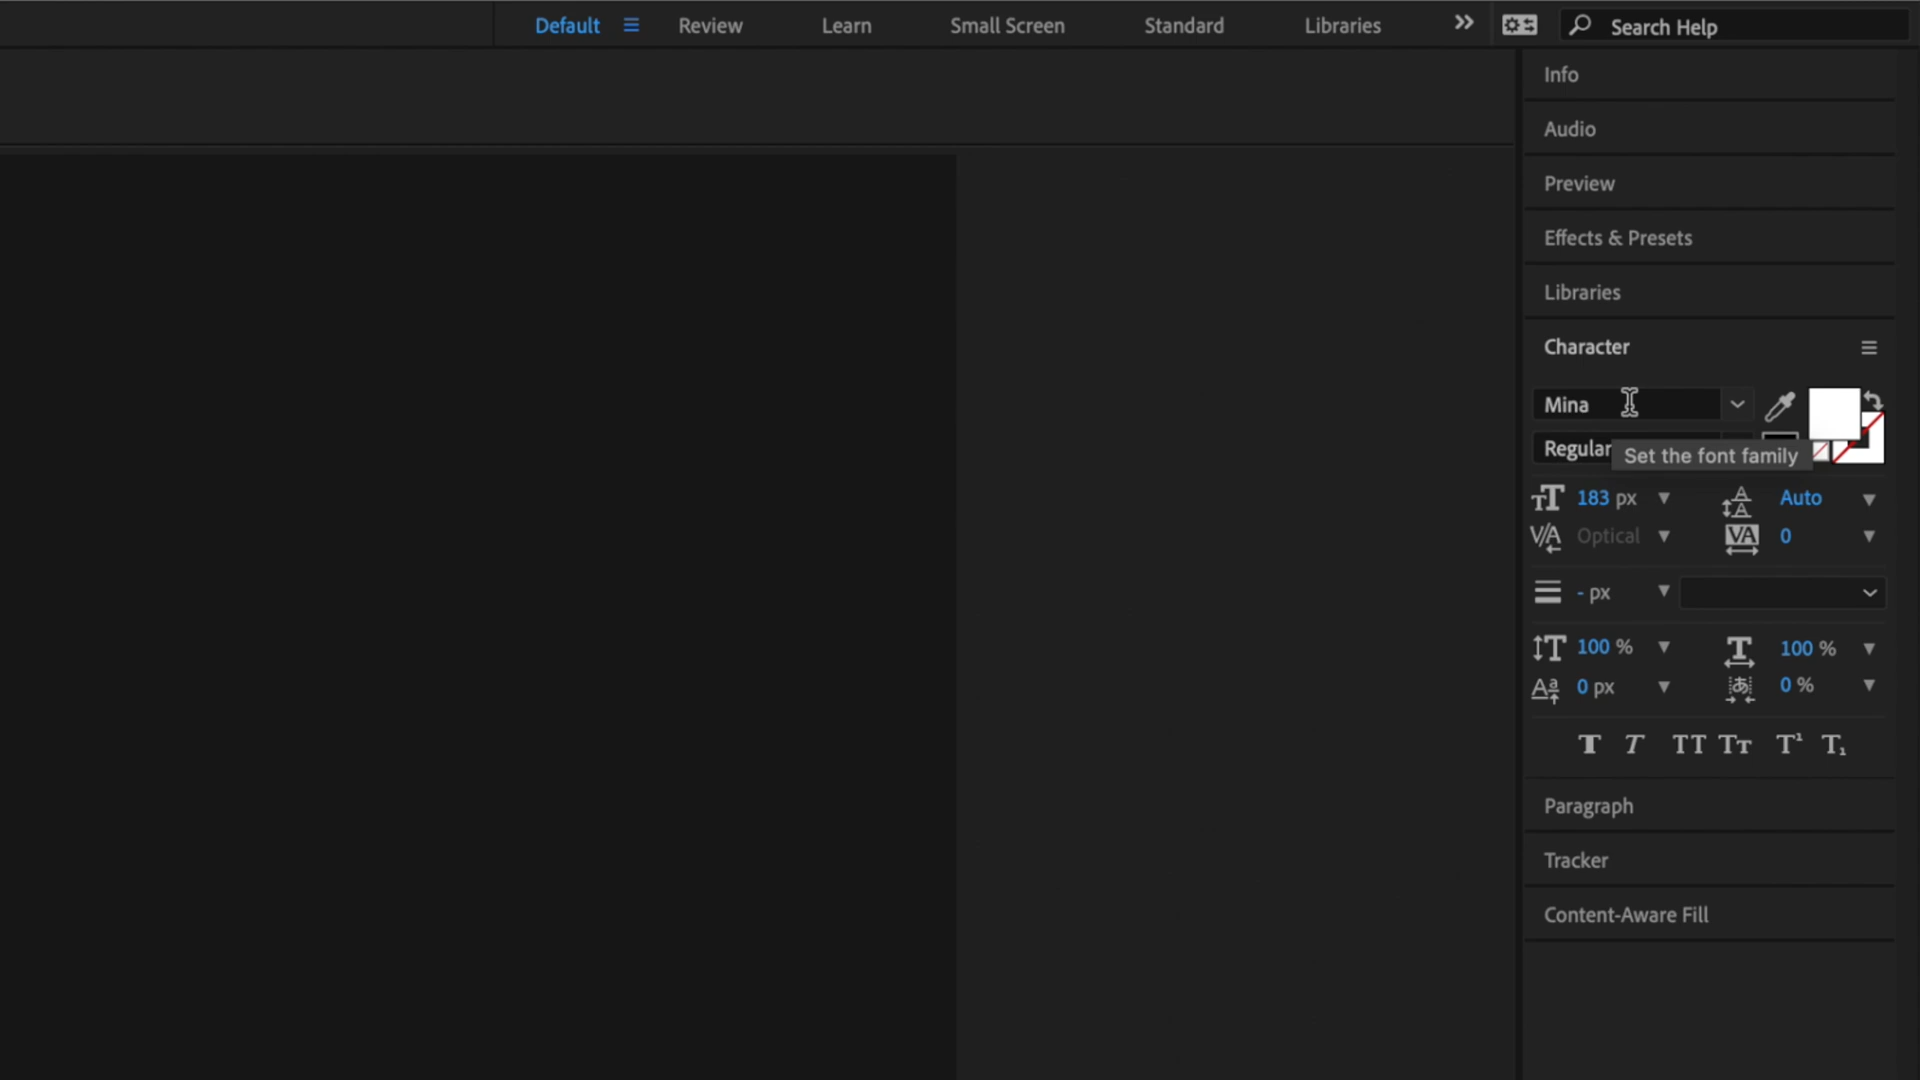 Default Review Learn Small Screen Standard Libraries Search Help
Info
Audio
Preview
Effects & Presets
Libraries
Character
Mina
Regular
Set the font family
183 px Auto
Optical 0
- px
100 % 100 %
0 px 0 %
T T TT Tt T¹ T₁
Paragraph
Tracker
Content-Aware Fill